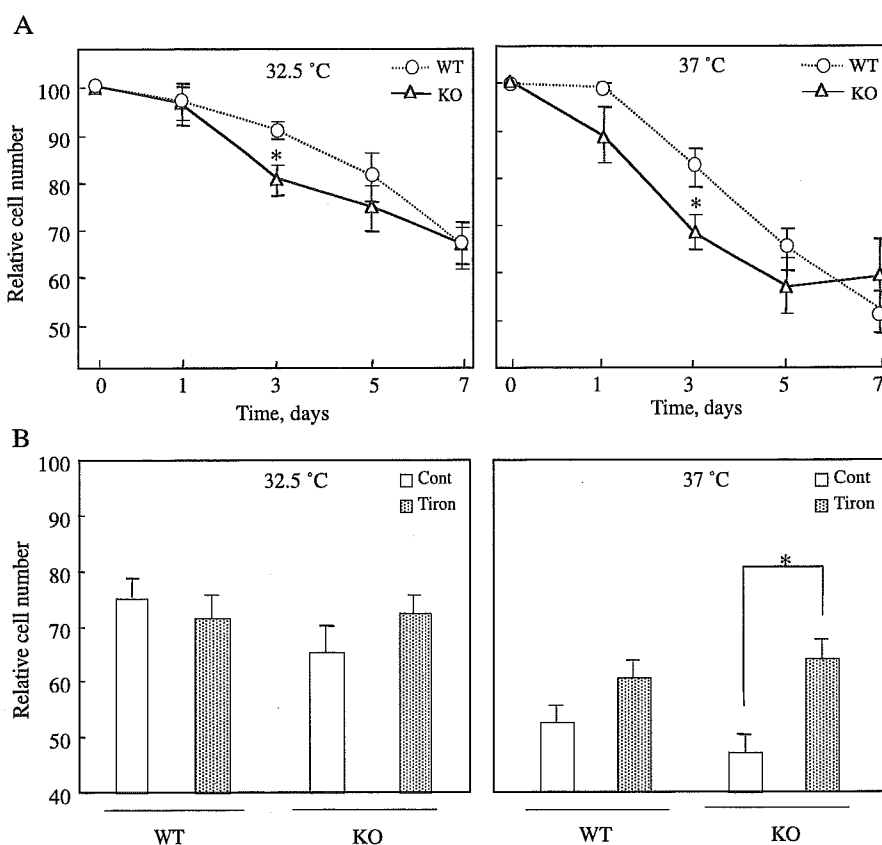 A
32.5 °C
WT
KO
37 °C
WT
KO
Relative cell number
100
90
80
70
60
50
*
*
0 1 3 5 7
0 1 3 5 7
Time, days
Time, days
B
32.5 °C
Cont
Tiron
37 °C
Cont
Tiron
Relative cell number
100
90
80
70
60
50
40
*
WT KO
WT KO